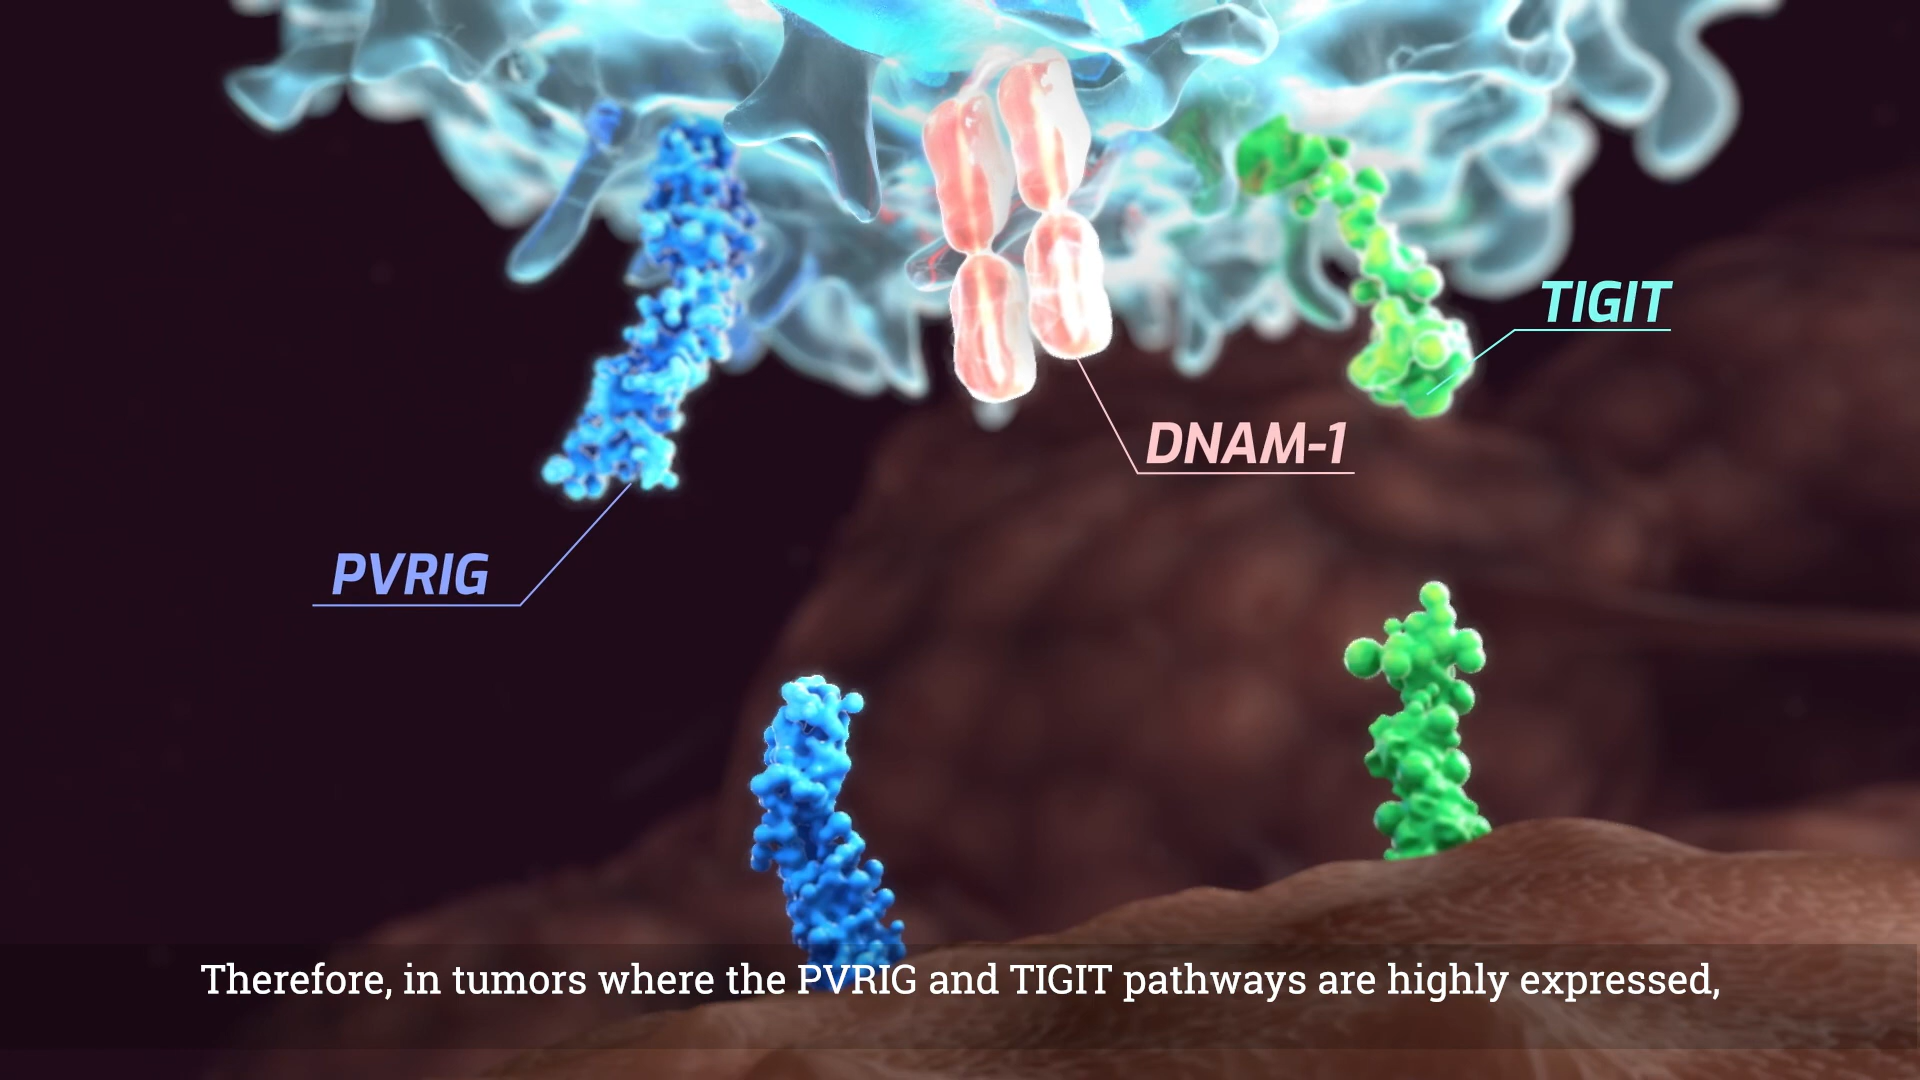 TIGIT
DNAM-1
PVRIG
Therefore, in tumors where the PVRIG and TIGIT pathways are highly expressed,